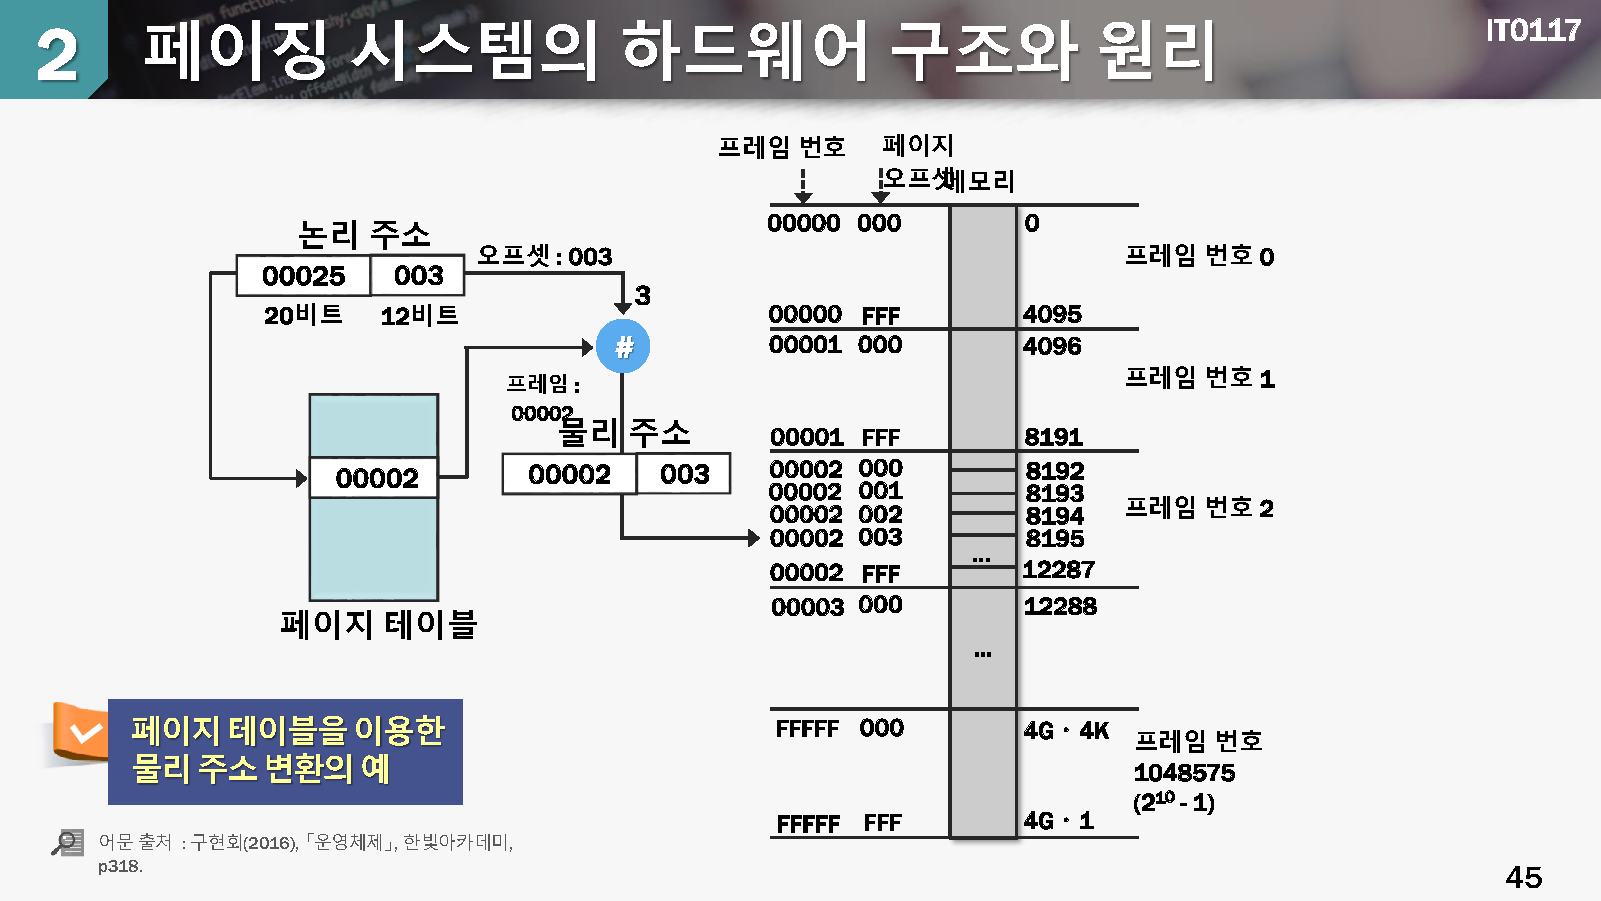 2 페이징 시스템의 하드웨어 구조와 원리
IT0117
프레임 번호
페이지
오프셋
메모리
논리 주소
00025 003
20비트 12비트
오프셋 : 003
3
#
프레임 :
00002
물리 주소
00002 003
00002
페이지 테이블
00000 000 0
프레임 번호 0
00000 FFF 4095
00001 000 4096
프레임 번호 1
00001 FFF 8191
00002 000 8192
00002 001 8193
00002 002 8194
프레임 번호 2
00002 003 8195
...
00002 FFF 12287
00003 000 12288
...
FFFFF 000 4G · 4K
프레임 번호
1048575
(2¹⁰ - 1)
FFFFF FFF 4G · 1
페이지 테이블을 이용한
물리 주소 변환의 예
어문 출처 : 구현회(2016), 「운영체제」, 한빛아카데미,
p318.
45